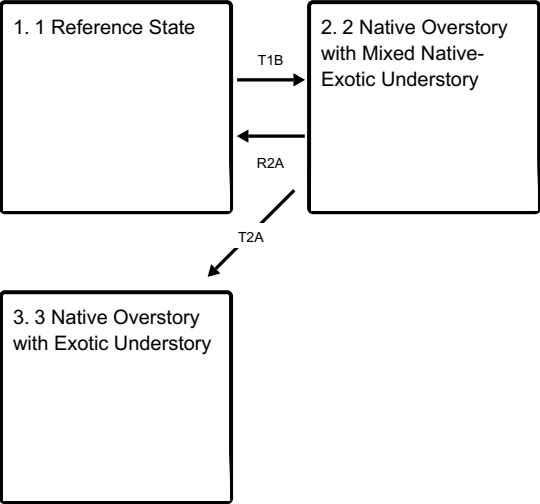 1. 1 Reference State
2. 2 Native Overstory
with Mixed Native-
Exotic Understory
T1B
R2A
T2A
3. 3 Native Overstory
with Exotic Understory